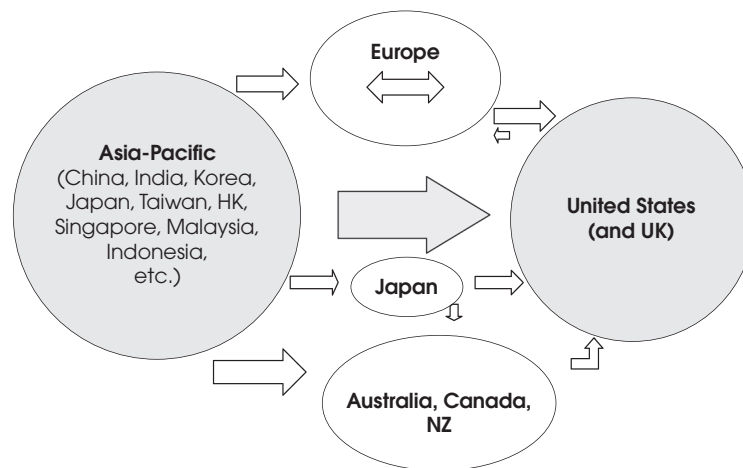 Europe
Asia-Pacific
(China, India, Korea,
Japan, Taiwan, HK,
Singapore, Malaysia,
Indonesia,
etc.)
United States
(and UK)
Japan
Australia, Canada,
NZ